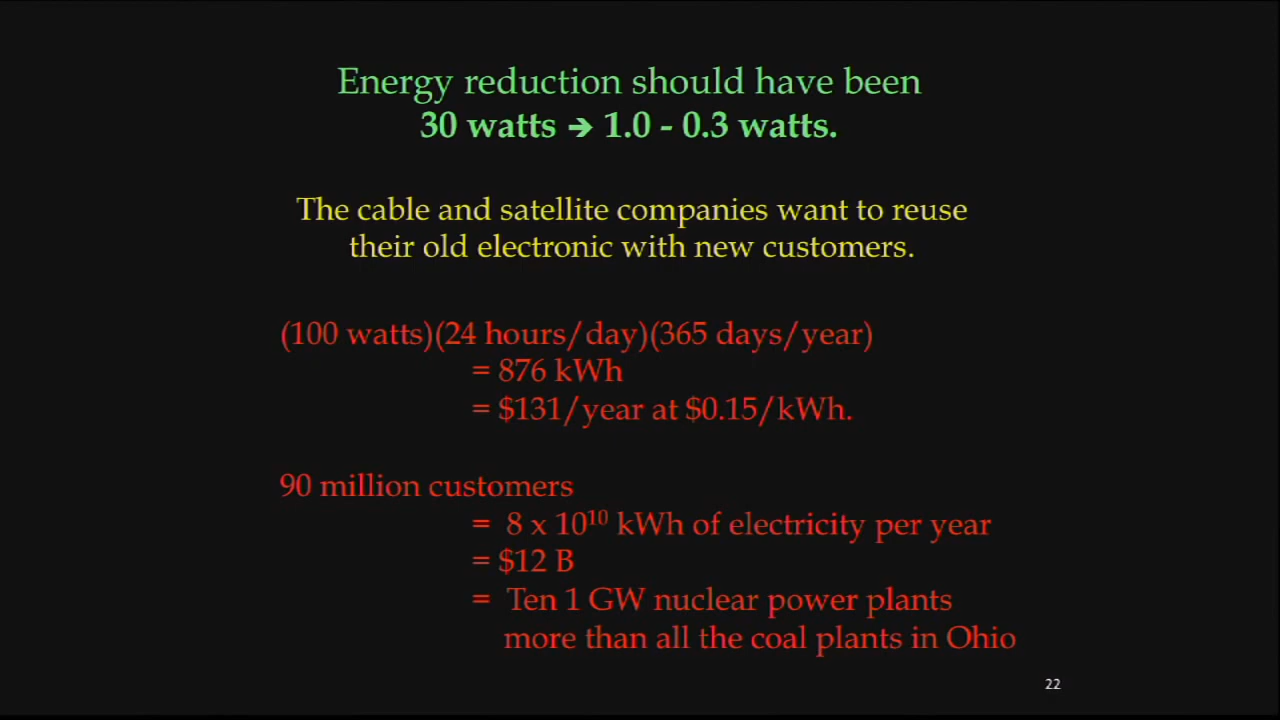 Energy reduction should have been
30 watts ➔ 1.0 - 0.3 watts.
The cable and satellite companies want to reuse
their old electronic with new customers.
(100 watts)(24 hours/day)(365 days/year)
= 876 kWh
= $131/year at $0.15/kWh.
90 million customers
= 8 x 10¹⁰ kWh of electricity per year
= $12 B
= Ten 1 GW nuclear power plants
more than all the coal plants in Ohio
22